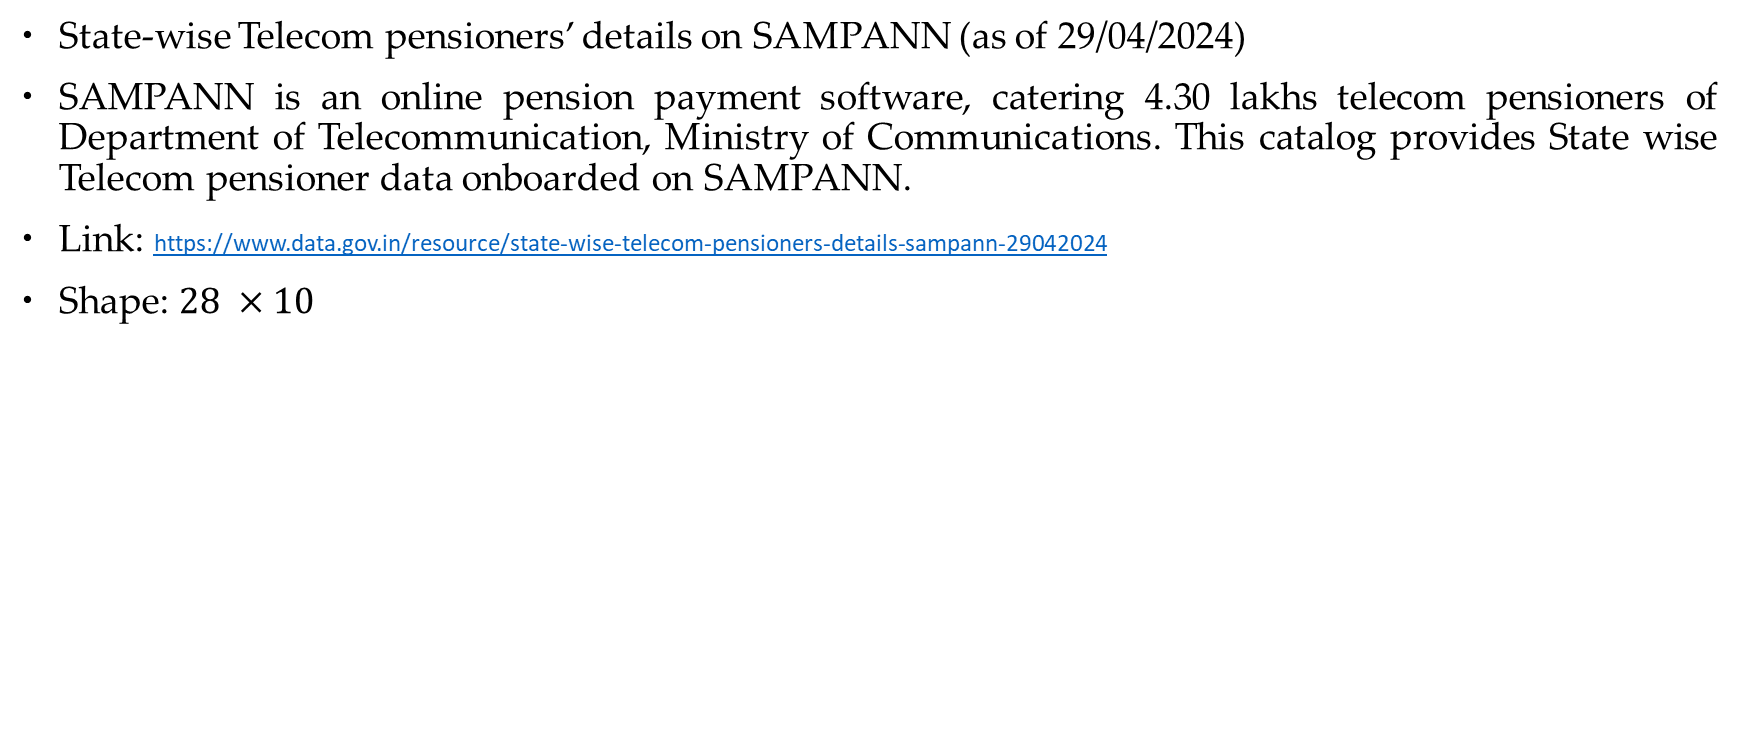 • State-wise Telecom pensioners’ details on SAMPANN (as of 29/04/2024)
• SAMPANN is an online pension payment software, catering 4.30 lakhs telecom pensioners of
Department of Telecommunication, Ministry of Communications. This catalog provides State wise
Telecom pensioner data onboarded on SAMPANN.
• Link: https://www.data.gov.in/resource/state-wise-telecom-pensioners-details-sampann-29042024
• Shape: 28 × 10